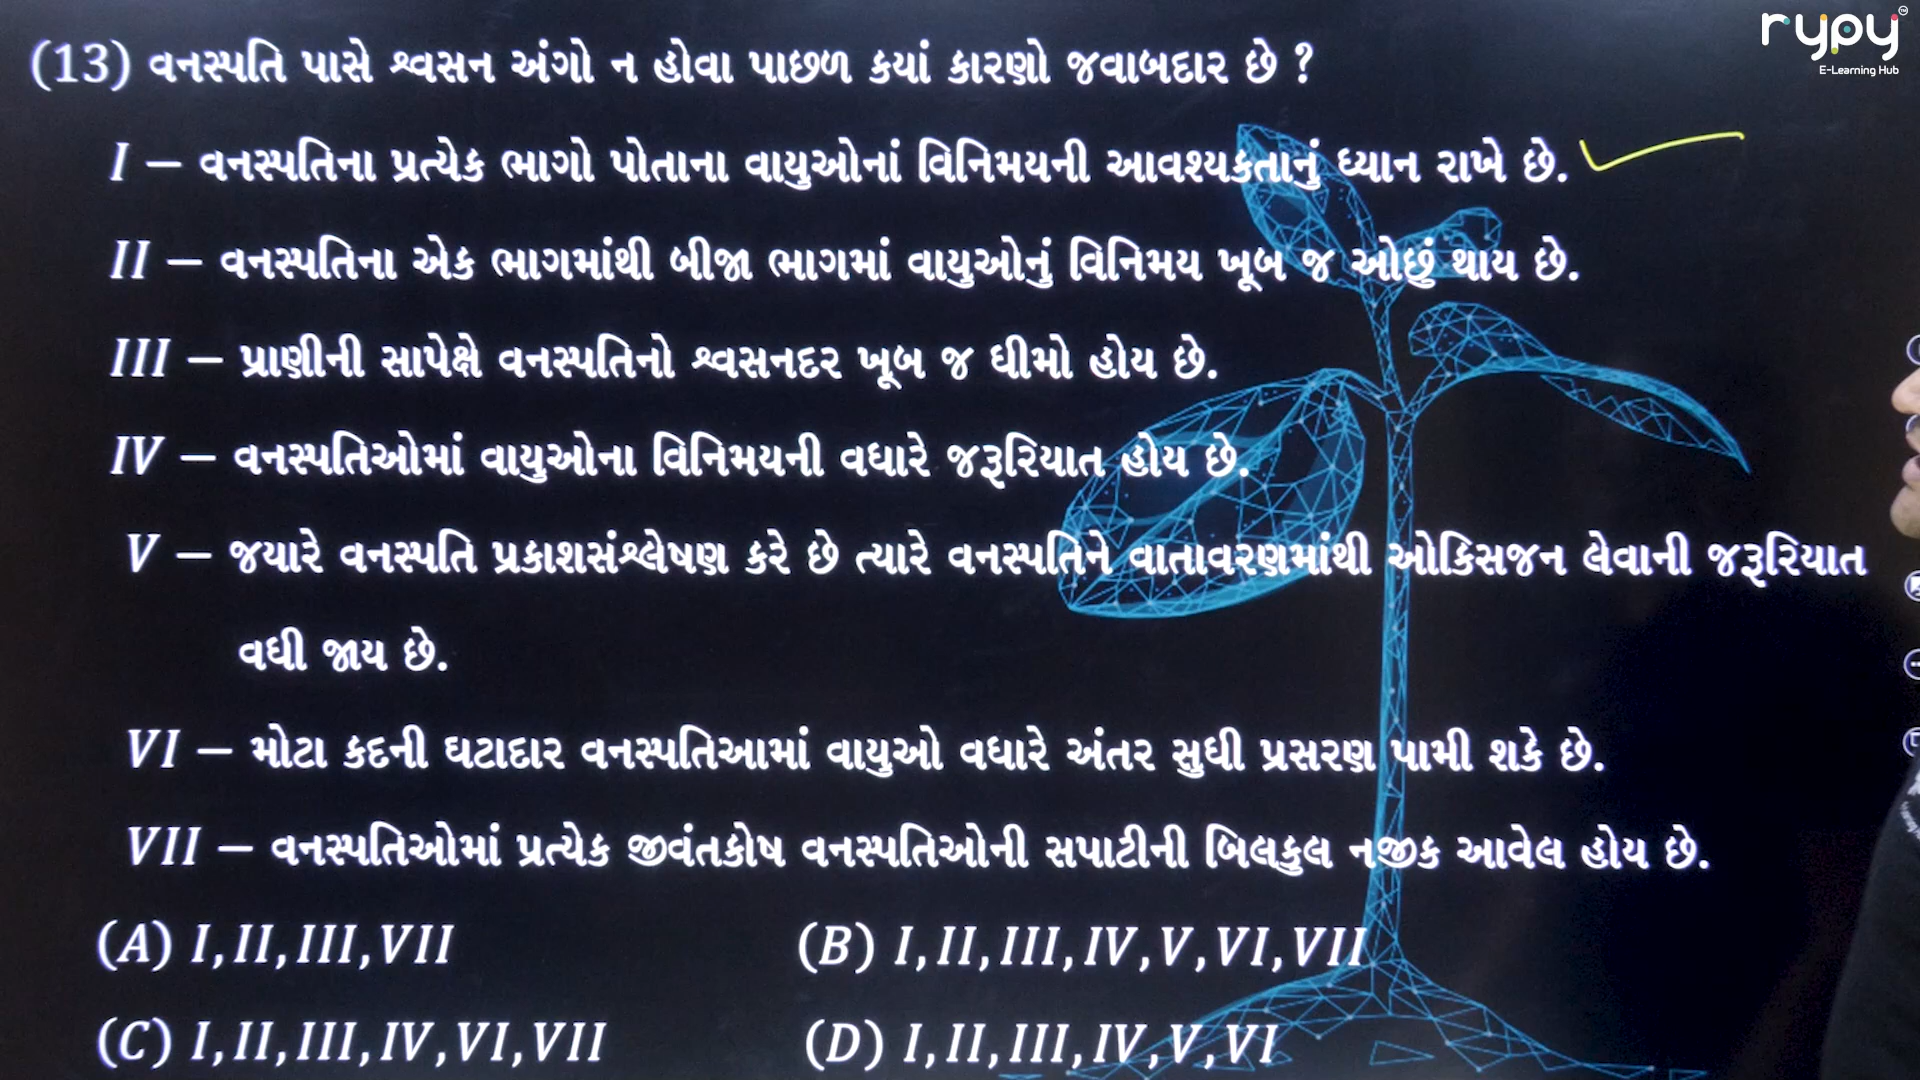 rypy™
E-Learning Hub
(13) વનસ્પતિ પાસે શ્વસન અંગો ન હોવા પાછળ કયાં કારણો જવાબદાર છે ?
I – વનસ્પતિના પ્રત્યેક ભાગો પોતાના વાયુઓનાં વિનિમયની આવશ્યકતાનું ધ્યાન રાખે છે.
II – વનસ્પતિના એક ભાગમાંથી બીજા ભાગમાં વાયુઓનું વિનિમય ખૂબ જ ઓછું થાય છે.
III – પ્રાણીની સાપેક્ષે વનસ્પતિનો શ્વસનદર ખૂબ જ ધીમો હોય છે.
IV – વનસ્પતિઓમાં વાયુઓના વિનિમયની વધારે જરૂરિયાત હોય છે.
V – જયારે વનસ્પતિ પ્રકાશસંશ્લેષણ કરે છે ત્યારે વનસ્પતિને વાતાવરણમાંથી ઓકિસજન લેવાની જરૂરિયાત
વધી જાય છે.
VI – મોટા કદની ઘટાદાર વનસ્પતિઆમાં વાયુઓ વધારે અંતર સુધી પ્રસરણ પામી શકે છે.
VII – વનસ્પતિઓમાં પ્રત્યેક જીવંતકોષ વનસ્પતિઓની સપાટીની બિલકુલ નજીક આવેલ હોય છે.
(A) I, II, III, VII (B) I, II, III, IV, V, VI, VII
(C) I, II, III, IV, VI, VII (D) I, II, III, IV, V, VI